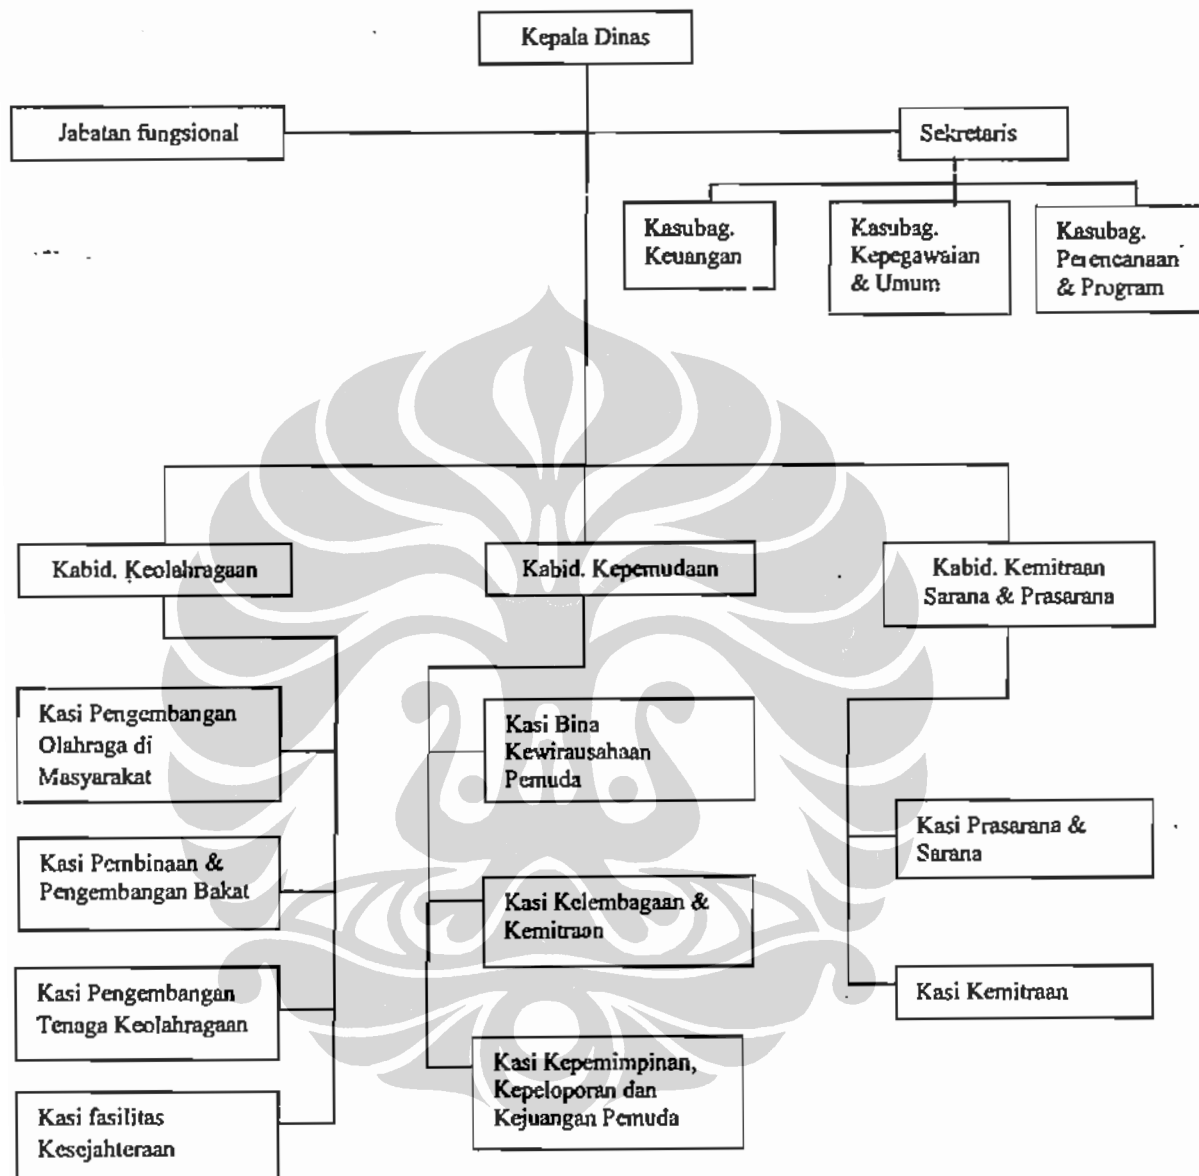 Kepala Dinas
Jabatan fungsional
Sekretaris
Kasubag.
Keuangan
Kasubag.
Kepegawaian
& Umum
Kasubag.
Perencanaan
& Program
Kabid. Keolahragaan
Kabid. Kepemudaan
Kabid. Kemitraan
Sarana & Prasarana
Kasi Pengembangan
Olahraga di
Masyarakat
Kasi Pembinaan &
Pengembangan Bakat
Kasi Pengembangan
Tenaga Keolahragaan
Kasi fasilitas
Kesejahteraan
Kasi Bina
Kewirausahaan
Pemuda
Kasi Kelembagaan &
Kemitraan
Kasi Kepemimpinan,
Kepeloporan dan
Kejuangan Pemuda
Kasi Prasarana &
Sarana
Kasi Kemitraan